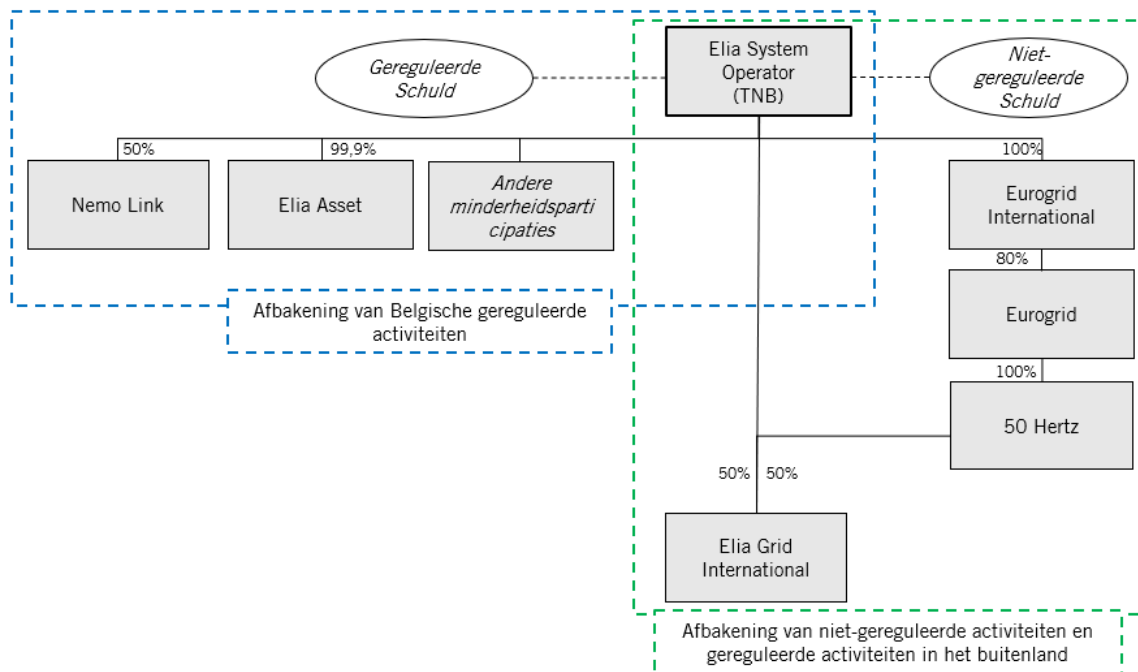 Elia System
Operator
(TNB)
Gereguleerde
Schuld
Niet-
gereguleerde
Schuld
50%
99,9%
100%
Nemo Link
Elia Asset
Andere
minderheidsparti
cipaties
Eurogrid
International
80%
Eurogrid
Afbakening van Belgische gereguleerde
activiteiten
100%
50 Hertz
50%
50%
Elia Grid
International
Afbakening van niet-gereguleerde activiteiten en
gereguleerde activiteiten in het buitenland